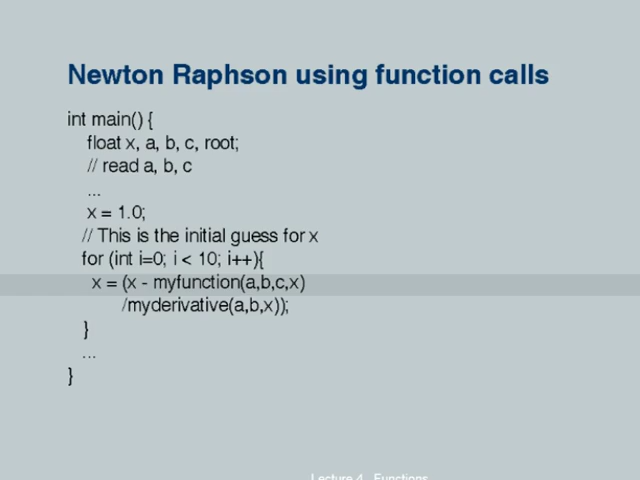 Newton Raphson using function calls
int main() {
float x, a, b, c, root;
// read a, b, c
...
x = 1.0;
// This is the initial guess for x
for (int i=0; i < 10; i++){
x = (x - myfunction(a,b,c,x)
/myderivative(a,b,x));
}
...
}
Lecture 4 Functions